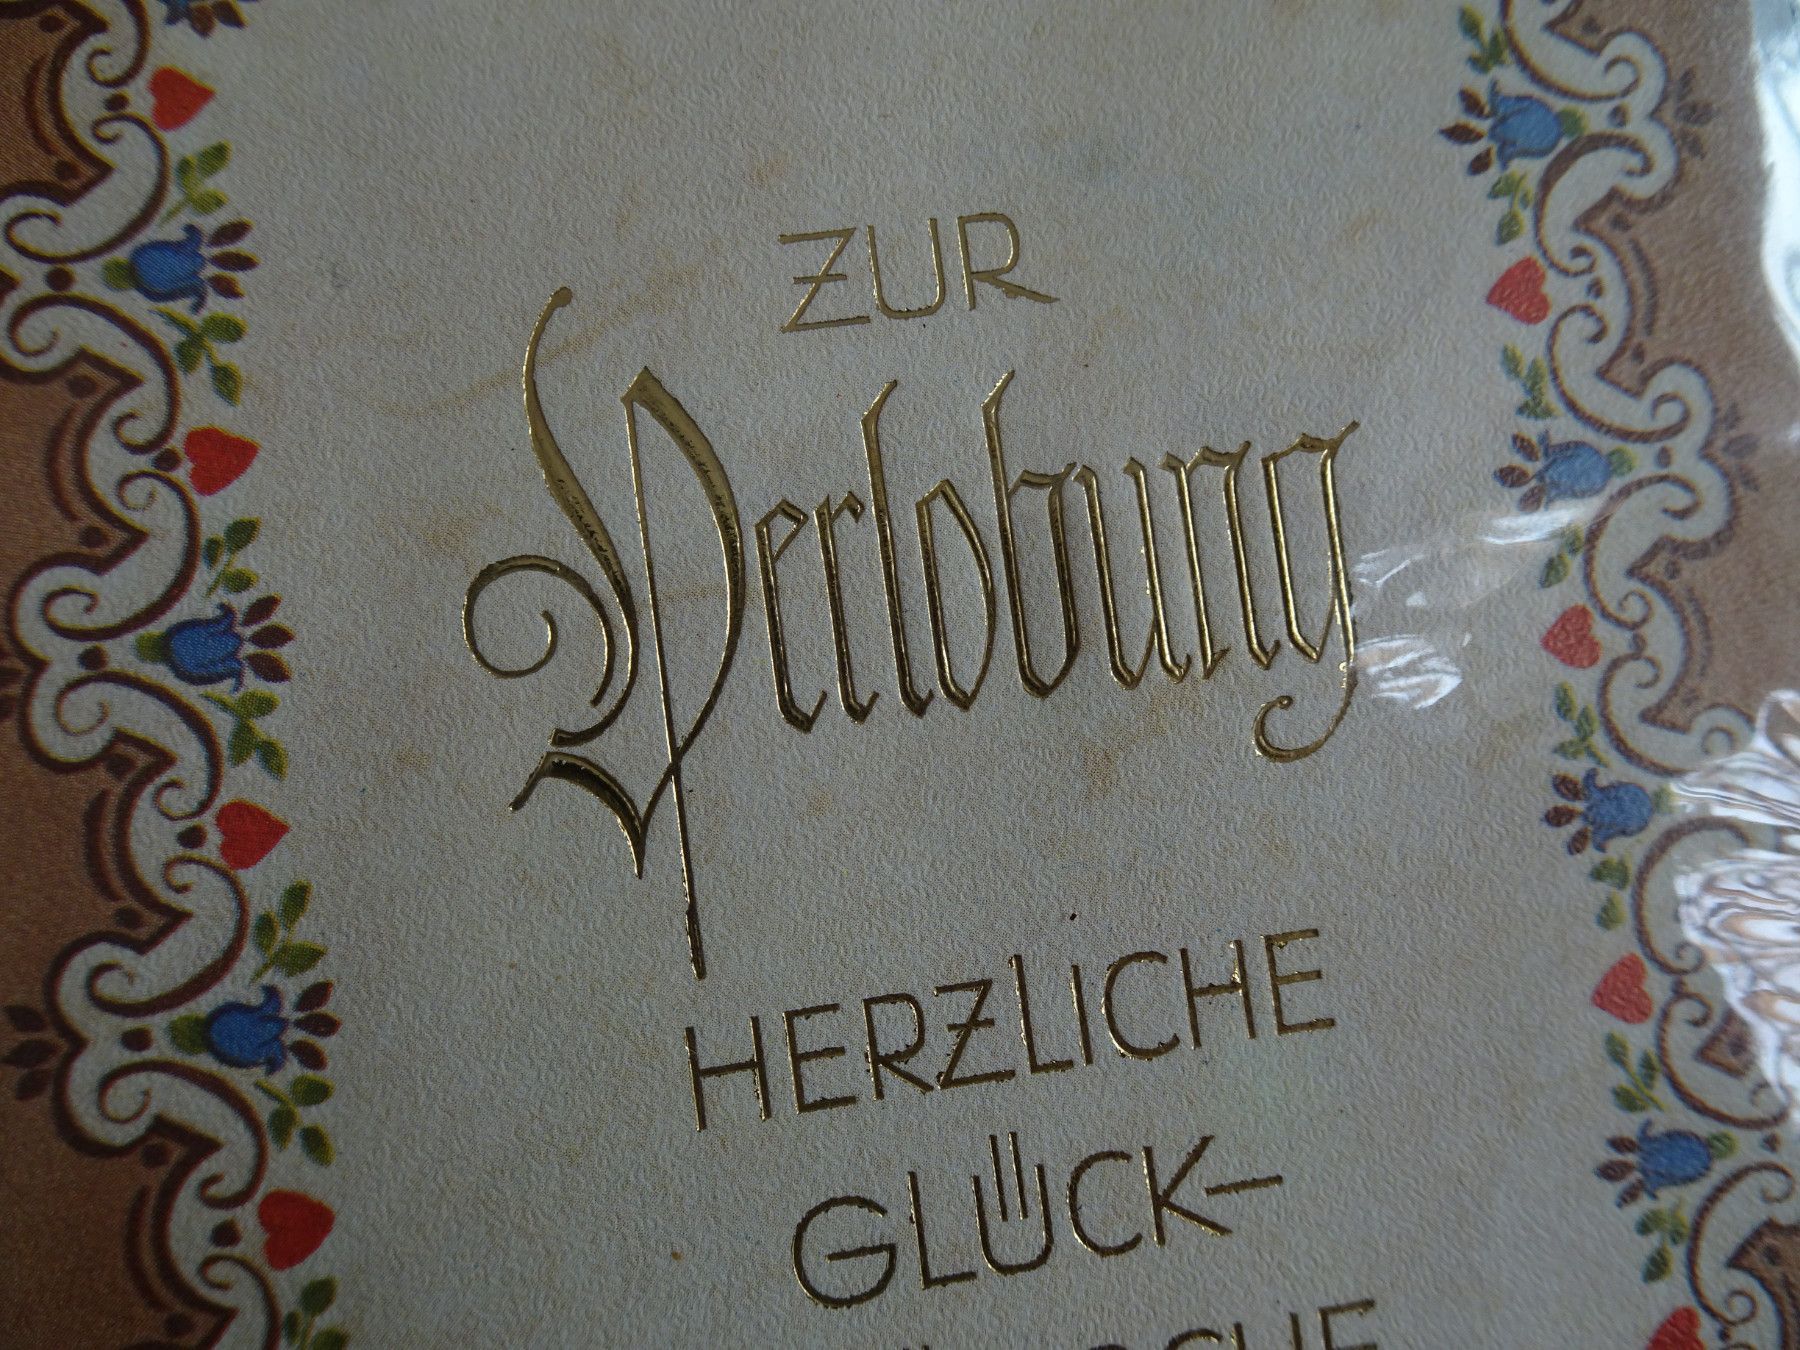 ZUR
Verlobung
HERZLICHE
GLÜCK-